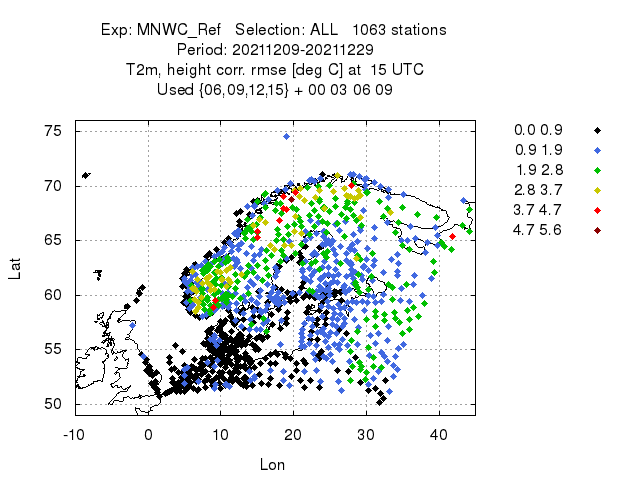 Exp: MNWC_Ref Selection: ALL 1063 stations
Period: 20211209-20211229
T2m, height corr. rmse [deg C] at 15 UTC
Used {06,09,12,15} + 00 03 06 09
0.0 0.9
0.9 1.9
1.9 2.8
2.8 3.7
3.7 4.7
4.7 5.6
75
70
65
60
55
50
Lat
-10 0 10 20 30 40
Lon